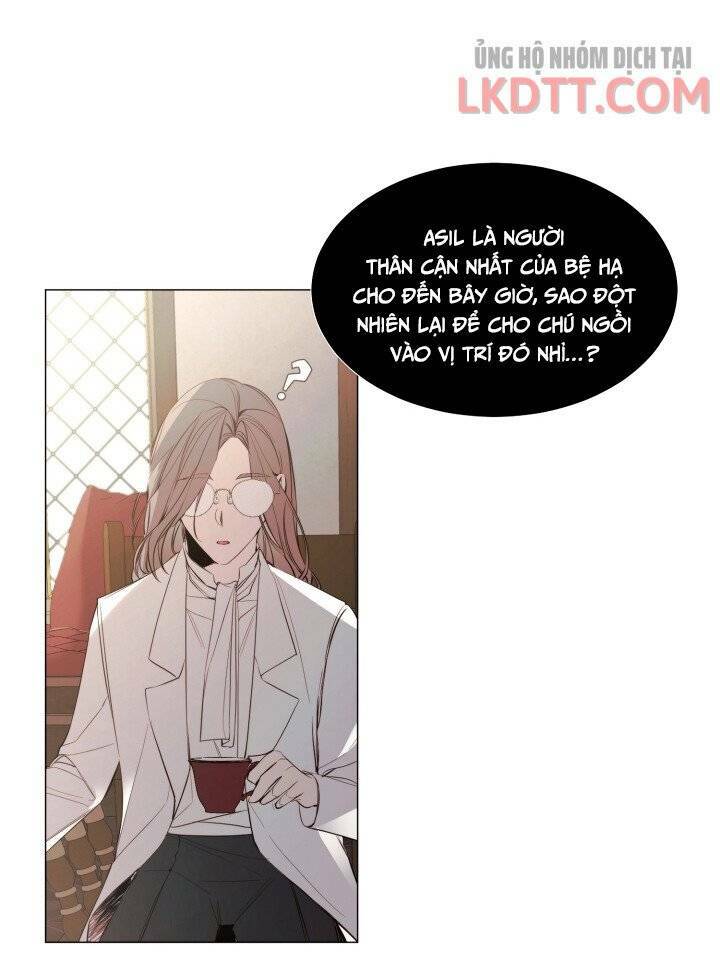 ỦNG HỘ NHÓM DỊCH TẠI
LKDTT.COM
ASIL LÀ NGƯỜI
THÂN CẬN NHẤT CỦA BỆ HẠ
CHO ĐẾN BÂY GIỜ, SAO ĐỘT
NHIÊN LẠI ĐỂ CHO CHÚ NGỒI
VÀO VỊ TRÍ ĐÓ NHỈ...?
?